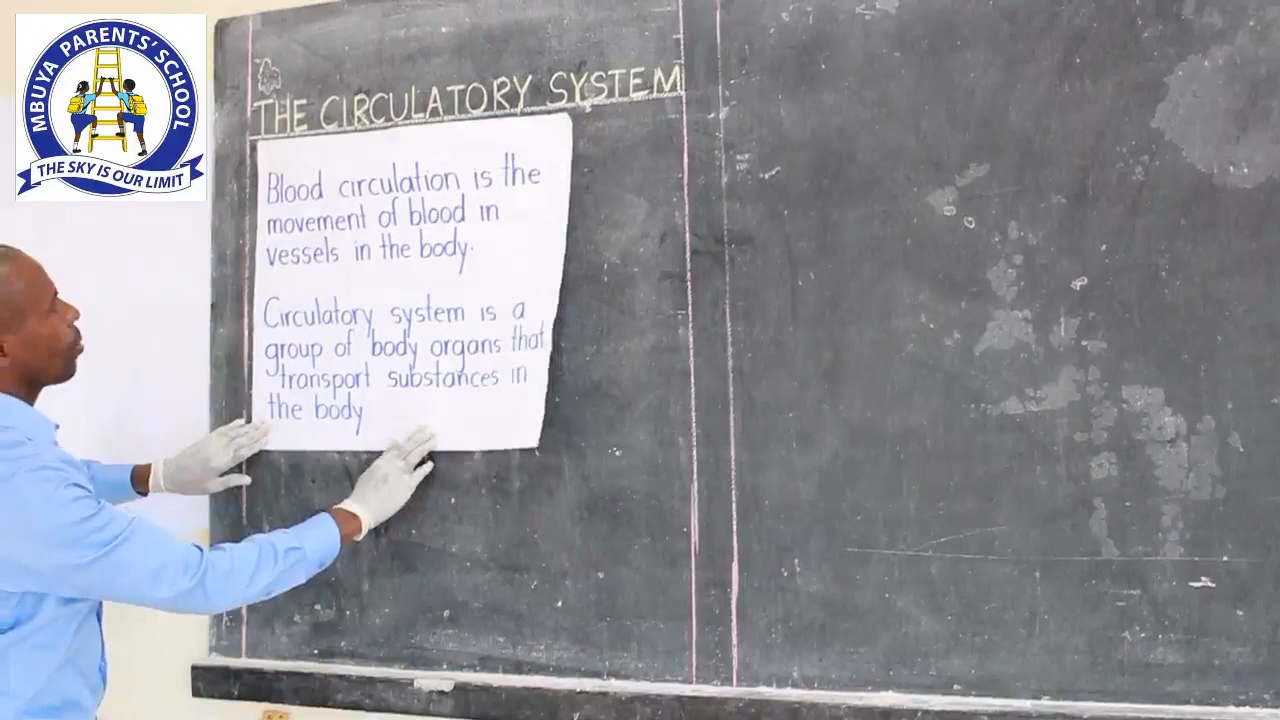 MBUYA PARENTS' SCHOOL
THE SKY IS OUR LIMIT
THE CIRCULATORY SYSTEM
Blood circulation is the
movement of blood in
vessels in the body.
Circulatory system is a
group of body organs that
transport substances in
the body